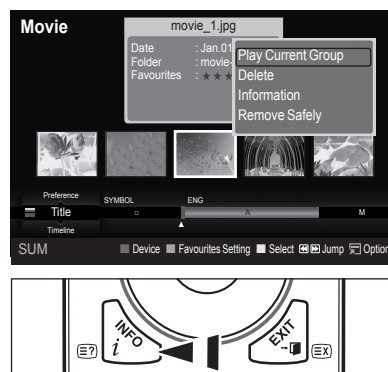 Movie
movie_1.jpg
Date : Jan.01
Folder : movie-
Favourites : ★ ★ ★
Play Current Group
Delete
Information
Remove Safely
Preference
Title
Timeline
SYMBOL
ENG
A
M
SUM
Device
Favourites Setting
Select
Jump
Option
INFO
i
EXIT